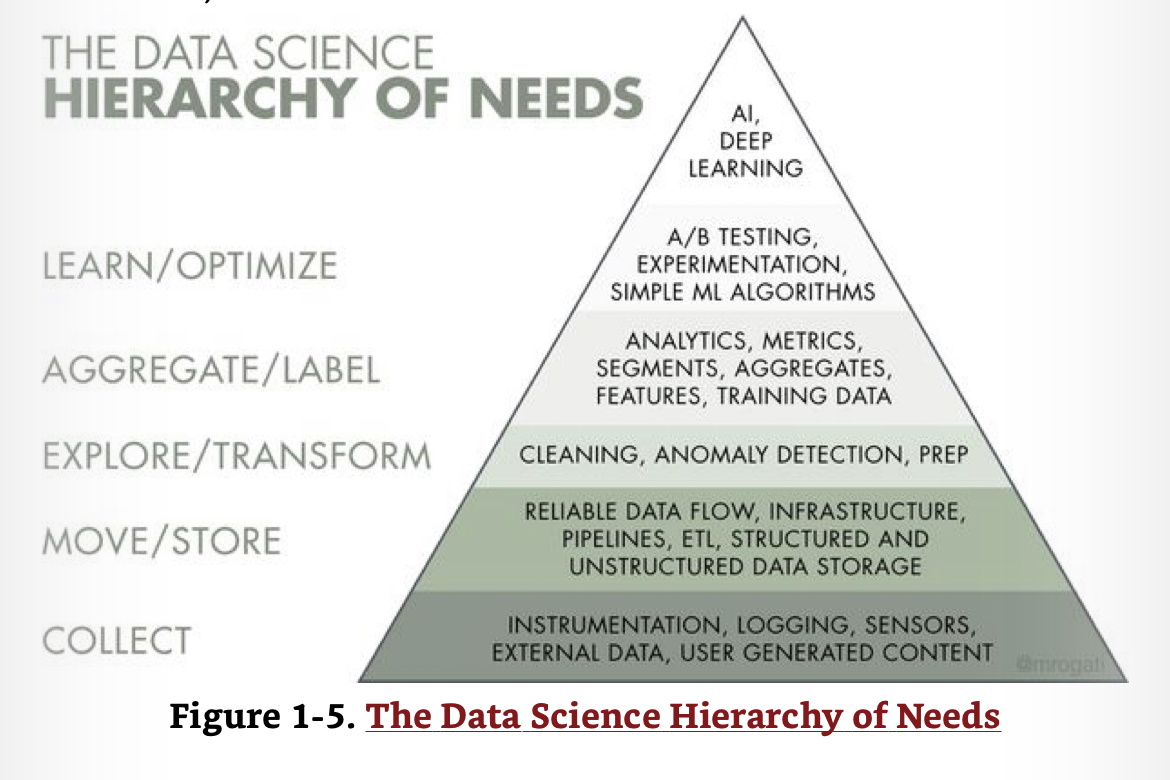 THE DATA SCIENCE
HIERARCHY OF NEEDS
AI,
DEEP
LEARNING
LEARN/OPTIMIZE
A/B TESTING,
EXPERIMENTATION,
SIMPLE ML ALGORITHMS
AGGREGATE/LABEL
ANALYTICS, METRICS,
SEGMENTS, AGGREGATES,
FEATURES, TRAINING DATA
EXPLORE/TRANSFORM
CLEANING, ANOMALY DETECTION, PREP
MOVE/STORE
RELIABLE DATA FLOW, INFRASTRUCTURE,
PIPELINES, ETL, STRUCTURED AND
UNSTRUCTURED DATA STORAGE
COLLECT
INSTRUMENTATION, LOGGING, SENSORS,
EXTERNAL DATA, USER GENERATED CONTENT
@mrogati
Figure 1-5. The Data Science Hierarchy of Needs